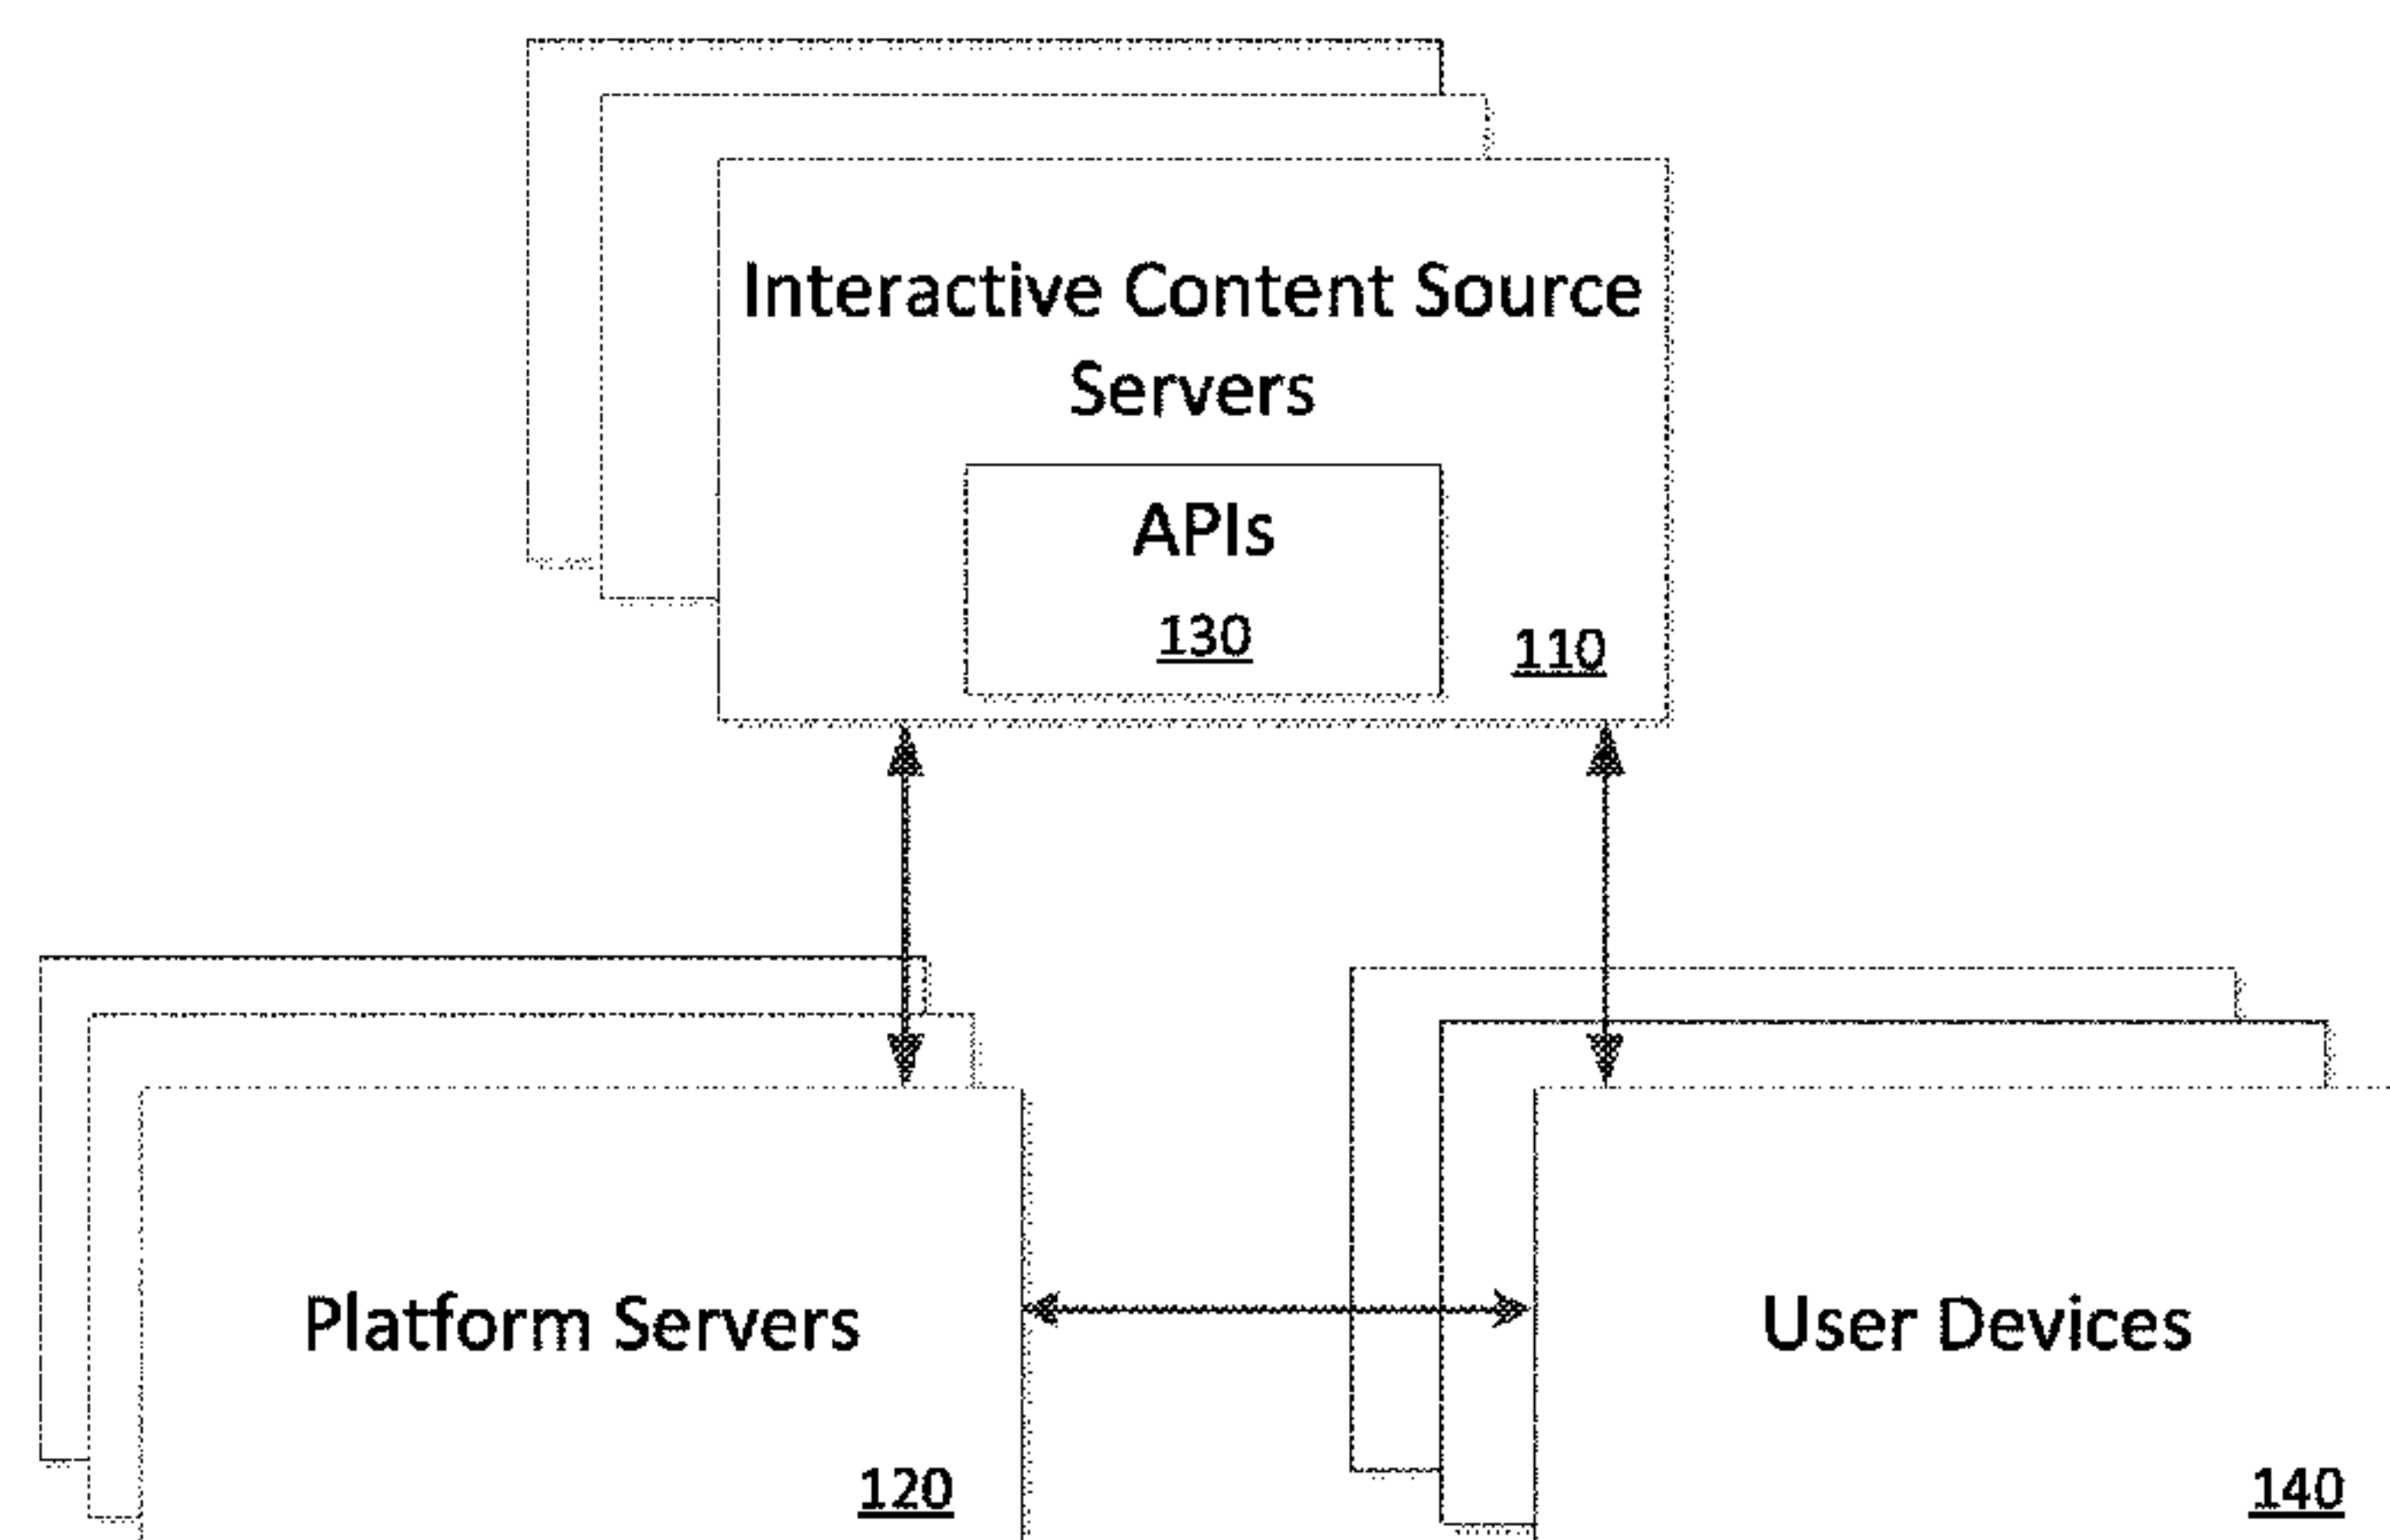 Interactive Content Source
Servers
APIs
130
110
Platform Servers
User Devices
120
140